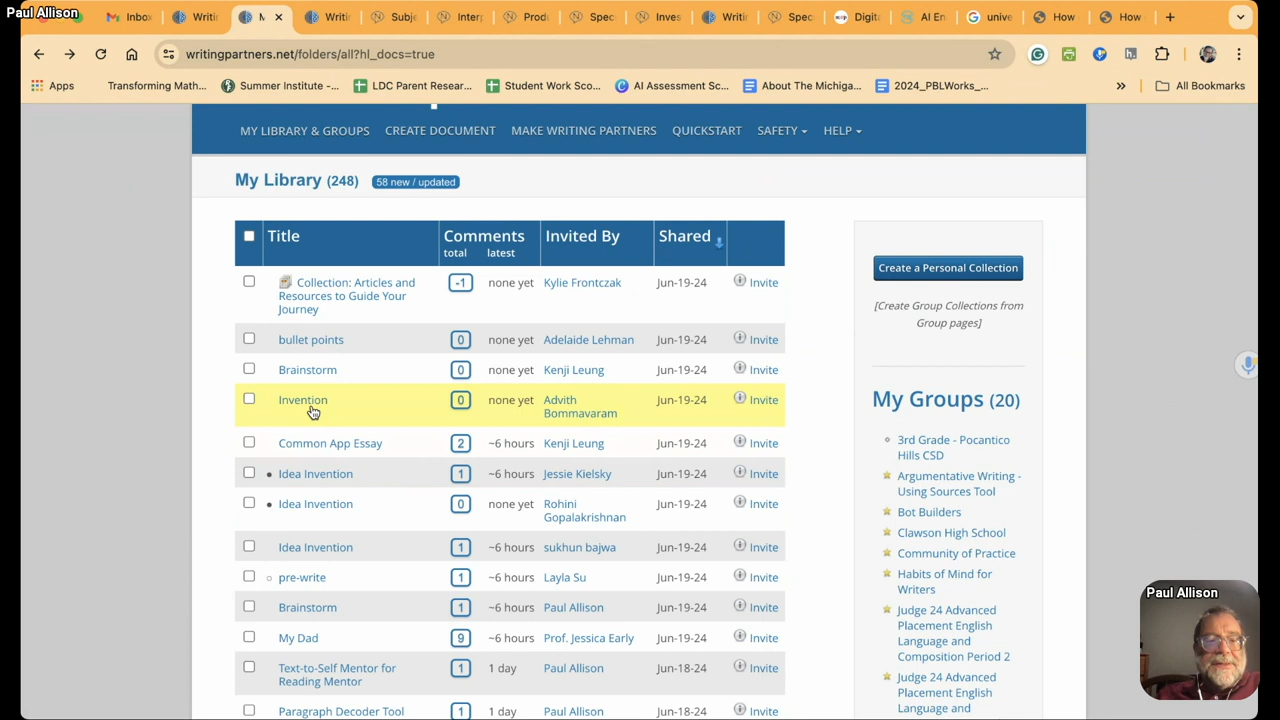 Paul Allison
Inbox
Writin
M
Writin
Subje
Interp
Produ
Speci
Inves
Writin
Speci
Digita
AI En
unive
How
How
writingpartners.net/folders/all?hl_docs=true
Apps
Transforming Math...
Summer Institute -...
LDC Parent Resear...
Student Work Sco...
AI Assessment Sc...
About The Michiga...
2024_PBLWorks_...
»
All Bookmarks
MY LIBRARY & GROUPS
CREATE DOCUMENT
MAKE WRITING PARTNERS
QUICKSTART
SAFETY
HELP
My Library (248)
58 new / updated
Title
Comments
total latest
Invited By
Shared
Collection: Articles and
Resources to Guide Your
Journey
-1
none yet
Kylie Frontczak
Jun-19-24
Invite
bullet points
0
none yet
Adelaide Lehman
Jun-19-24
Invite
Brainstorm
0
none yet
Kenji Leung
Jun-19-24
Invite
Invention
0
none yet
Advith
Bommavaram
Jun-19-24
Invite
Common App Essay
2
~6 hours
Kenji Leung
Jun-19-24
Invite
Idea Invention
1
~6 hours
Jessie Kielsky
Jun-19-24
Invite
Idea Invention
0
none yet
Rohini
Gopalakrishnan
Jun-19-24
Invite
Idea Invention
1
~6 hours
sukhun bajwa
Jun-19-24
Invite
pre-write
1
~6 hours
Layla Su
Jun-19-24
Invite
Brainstorm
1
~6 hours
Paul Allison
Jun-19-24
Invite
My Dad
9
~6 hours
Prof. Jessica Early
Jun-19-24
Invite
Text-to-Self Mentor for
Reading Mentor
1
1 day
Paul Allison
Jun-18-24
Invite
Paragraph Decoder Tool
1
1 day
Paul Allison
Jun-18-24
Invite
Create a Personal Collection
[Create Group Collections from
Group pages]
My Groups (20)
3rd Grade - Pocantico
Hills CSD
Argumentative Writing -
Using Sources Tool
Bot Builders
Clawson High School
Community of Practice
Habits of Mind for
Writers
Judge 24 Advanced
Placement English
Language and
Composition Period 2
Judge 24 Advanced
Placement English
Language and
Paul Allison